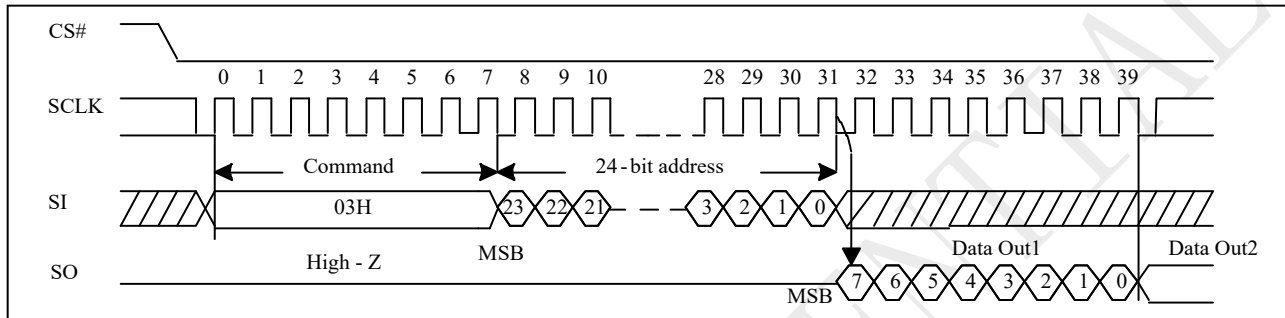 CS#
0 1 2 3 4 5 6 7 8 9 10 28 29 30 31 32 33 34 35 36 37 38 39
SCLK
Command 24-bit address
SI 03H 23 22 21 3 2 1 0
MSB
High - Z Data Out1 Data Out2
SO MSB 7 6 5 4 3 2 1 0
NTIAL